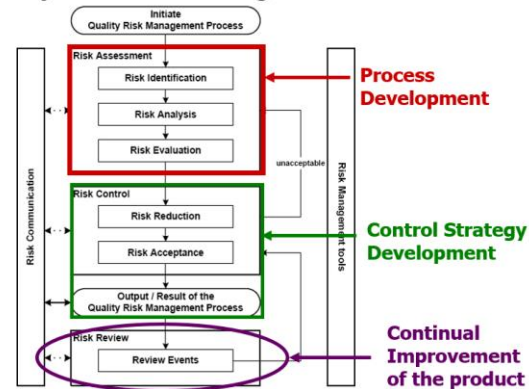 Initiate
Quality Risk Management Process
Risk Assessment
Risk Identification
Risk Analysis
Risk Evaluation
Process
Development
unacceptable
Risk Communication
Risk Management tools
Risk Control
Risk Reduction
Risk Acceptance
Control Strategy
Development
Output / Result of the
Quality Risk Management Process
Risk Review
Review Events
Continual
Improvement
of the product